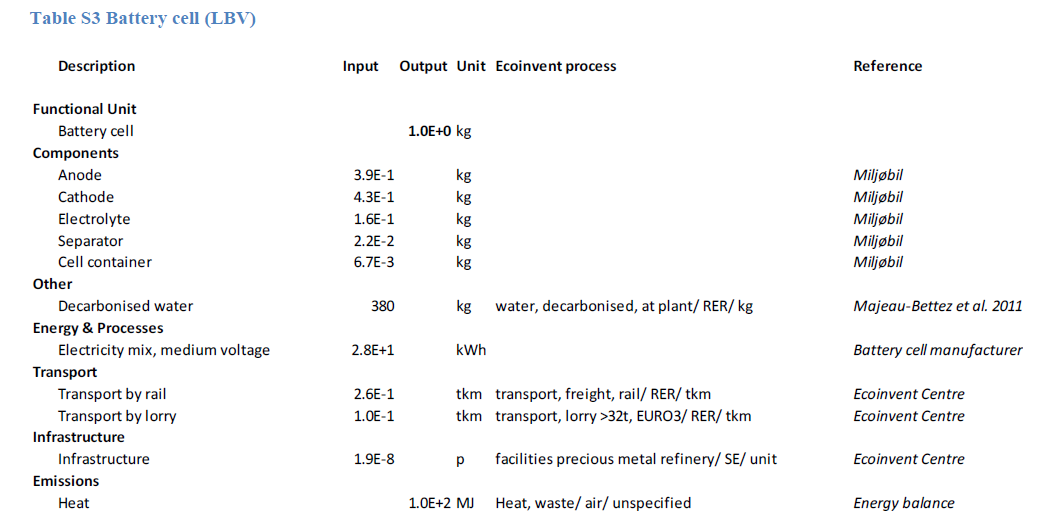 Table S3 Battery cell (LBV)
Description Input Output Unit Ecoinvent process Reference
Functional Unit
Battery cell 1.0E+0 kg
Components
Anode 3.9E-1 kg Miljøbil
Cathode 4.3E-1 kg Miljøbil
Electrolyte 1.6E-1 kg Miljøbil
Separator 2.2E-2 kg Miljøbil
Cell container 6.7E-3 kg Miljøbil
Other
Decarbonised water 380 kg water, decarbonised, at plant/ RER/ kg Majeau-Bettez et al. 2011
Energy & Processes
Electricity mix, medium voltage 2.8E+1 kWh Battery cell manufacturer
Transport
Transport by rail 2.6E-1 tkm transport, freight, rail/ RER/ tkm Ecoinvent Centre
Transport by lorry 1.0E-1 tkm transport, lorry >32t, EURO3/ RER/ tkm Ecoinvent Centre
Infrastructure
Infrastructure 1.9E-8 p facilities precious metal refinery/ SE/ unit Ecoinvent Centre
Emissions
Heat 1.0E+2 MJ Heat, waste/ air/ unspecified Energy balance